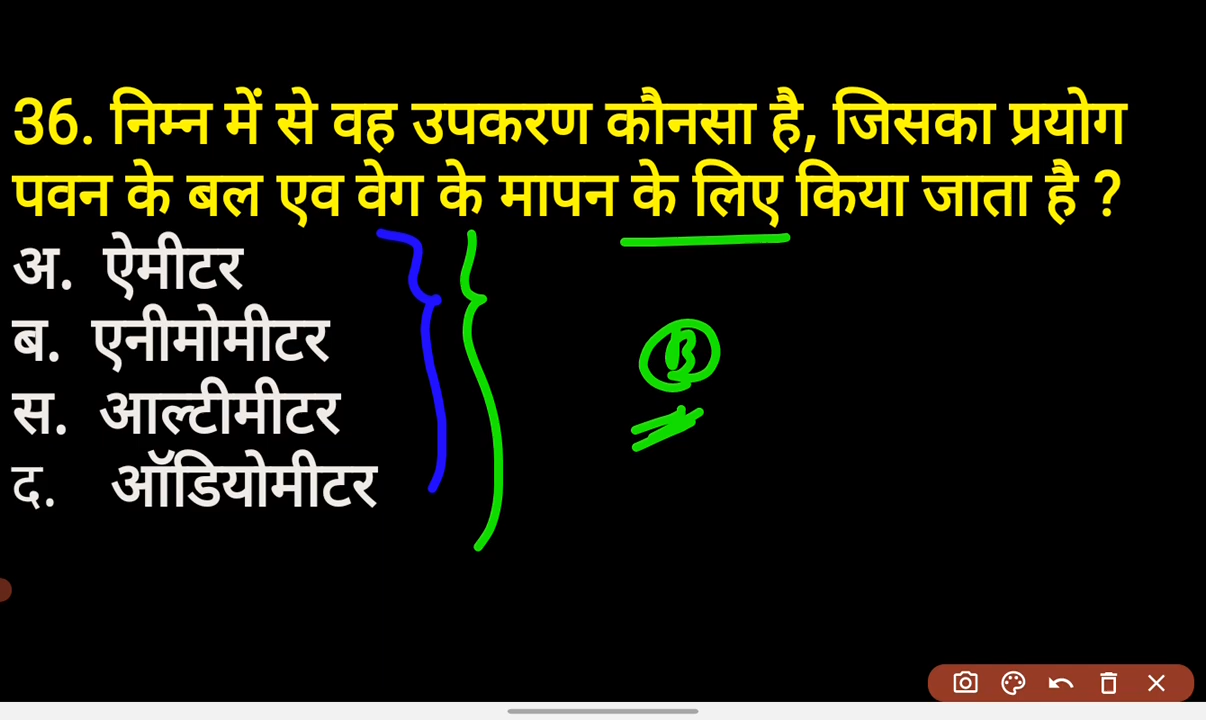 36. निम्न में से वह उपकरण कौनसा है, जिसका प्रयोग
पवन के बल एव वेग के मापन के लिए किया जाता है ?
अ. ऐमीटर
ब. एनीमोमीटर
स. आल्टीमीटर
द. ऑडियोमीटर
B